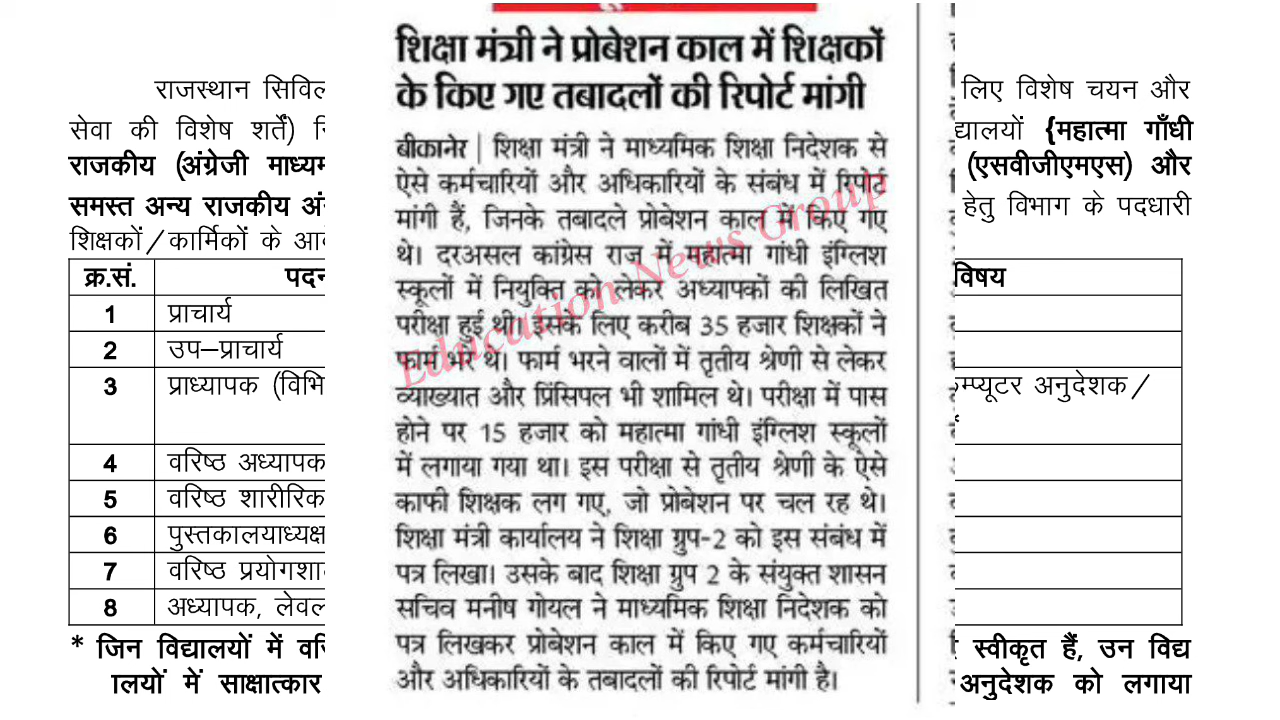 शिक्षा मंत्री ने प्रोबेशन काल में शिक्षकों
के किए गए तबादलों की रिपोर्ट मांगी
बीकानेर | शिक्षा मंत्री ने माध्यमिक शिक्षा निदेशक से
ऐसे कर्मचारियों और अधिकारियों के संबंध में रिपोर्ट
मांगी हैं, जिनके तबादले प्रोबेशन काल में किए गए
थे। दरअसल कांग्रेस राज में महात्मा गांधी इंग्लिश
स्कूलों में नियुक्ति को लेकर अध्यापकों की लिखित
परीक्षा हुई थी। इसके लिए करीब 35 हजार शिक्षकों ने
फार्म भरे थे। फार्म भरने वालों में तृतीय श्रेणी से लेकर
व्याख्यात और प्रिंसिपल भी शामिल थे। परीक्षा में पास
होने पर 15 हजार को महात्मा गांधी इंग्लिश स्कूलों
में लगाया गया था। इस परीक्षा से तृतीय श्रेणी के ऐसे
काफी शिक्षक लग गए, जो प्रोबेशन पर चल रह थे।
शिक्षा मंत्री कार्यालय ने शिक्षा ग्रुप-2 को इस संबंध में
पत्र लिखा। उसके बाद शिक्षा ग्रुप 2 के संयुक्त शासन
सचिव मनीष गोयल ने माध्यमिक शिक्षा निदेशक को
पत्र लिखकर प्रोबेशन काल में किए गए कर्मचारियों
और अधिकारियों के तबादलों की रिपोर्ट मांगी है।
Education News Group
राजस्थान सिविल
सेवा की विशेष शर्तें)
राजकीय (अंग्रेजी माध्यम
समस्त अन्य राजकीय
शिक्षकों/कार्मिकों के
क्र.सं. पदन
1 प्राचार्य
2 उप–प्राचार्य
3 प्राध्यापक (विभि
4 वरिष्ठ अध्यापक
5 वरिष्ठ शारीरिक
6 पुस्तकालयाध्यक्ष
7 वरिष्ठ प्रयोगशा
8 अध्यापक, लेवल
* जिन विद्यालयों में
ालयों में साक्षात्कार
लिए विशेष चयन और
द्यालयों {महात्मा गाँधी
(एसवीजीएमएस) और
हेतु विभाग के पदधारी
विषय
म्प्यूटर अनुदेशक/
स्वीकृत हैं, उन विद्य
अनुदेशक को लगाया